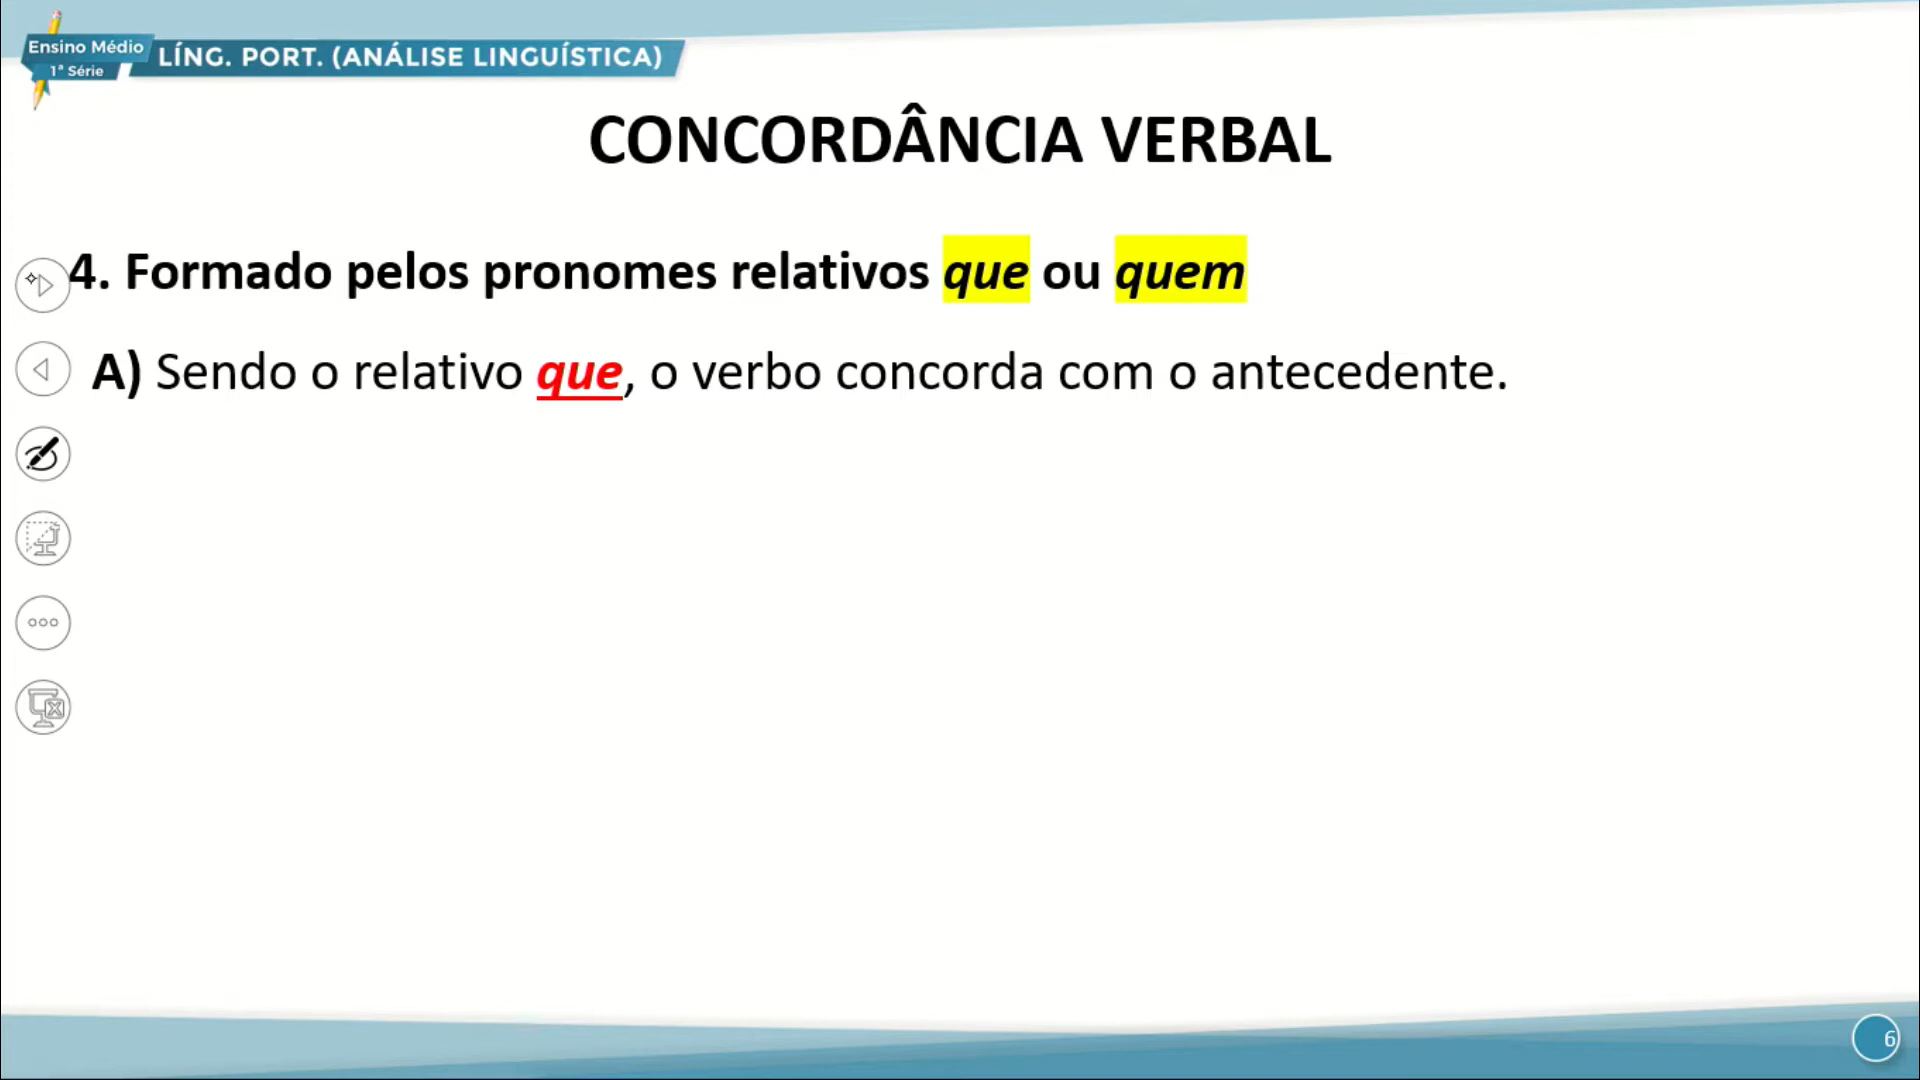 Ensino Médio
1ª Série
LÍNG. PORT. (ANÁLISE LINGUÍSTICA)
CONCORDÂNCIA VERBAL
4. Formado pelos pronomes relativos que ou quem
A) Sendo o relativo que, o verbo concorda com o antecedente.
6